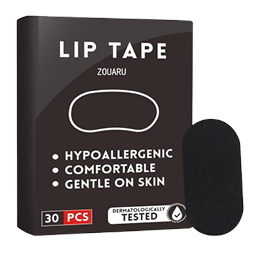 LIP TAPE
ZOUARU
• HYPOALLERGENIC
• COMFORTABLE
• GENTLE ON SKIN
30 PCS
DERMATOLOGICALLY
TESTED